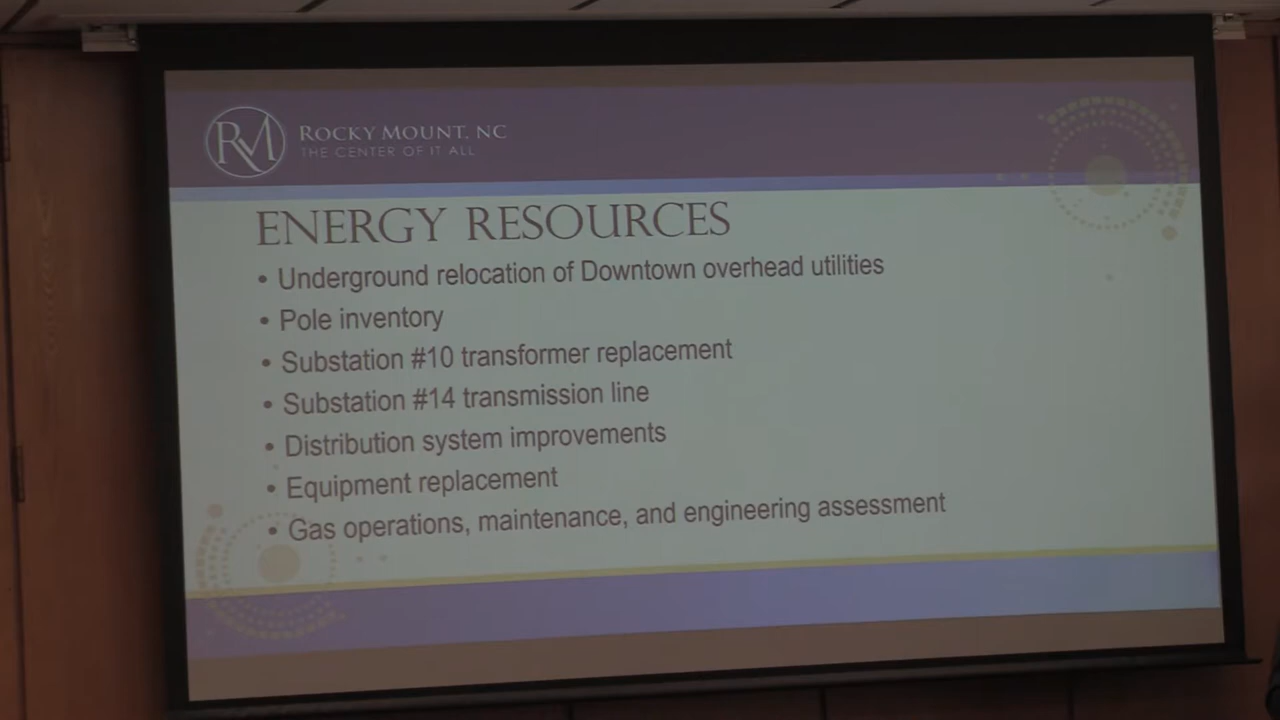 RM
ROCKY MOUNT, NC
THE CENTER OF IT ALL
ENERGY RESOURCES
• Underground relocation of Downtown overhead utilities
• Pole inventory
• Substation #10 transformer replacement
• Substation #14 transmission line
• Distribution system improvements
• Equipment replacement
• Gas operations, maintenance, and engineering assessment